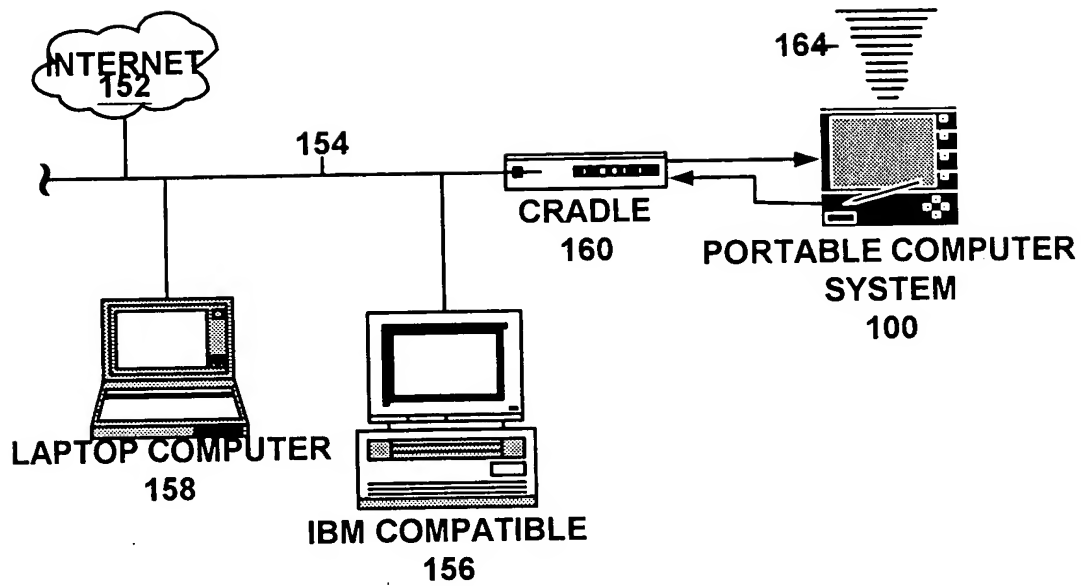 INTERNET
152
164
154
CRADLE
160
PORTABLE COMPUTER
SYSTEM
100
LAPTOP COMPUTER
158
IBM COMPATIBLE
156